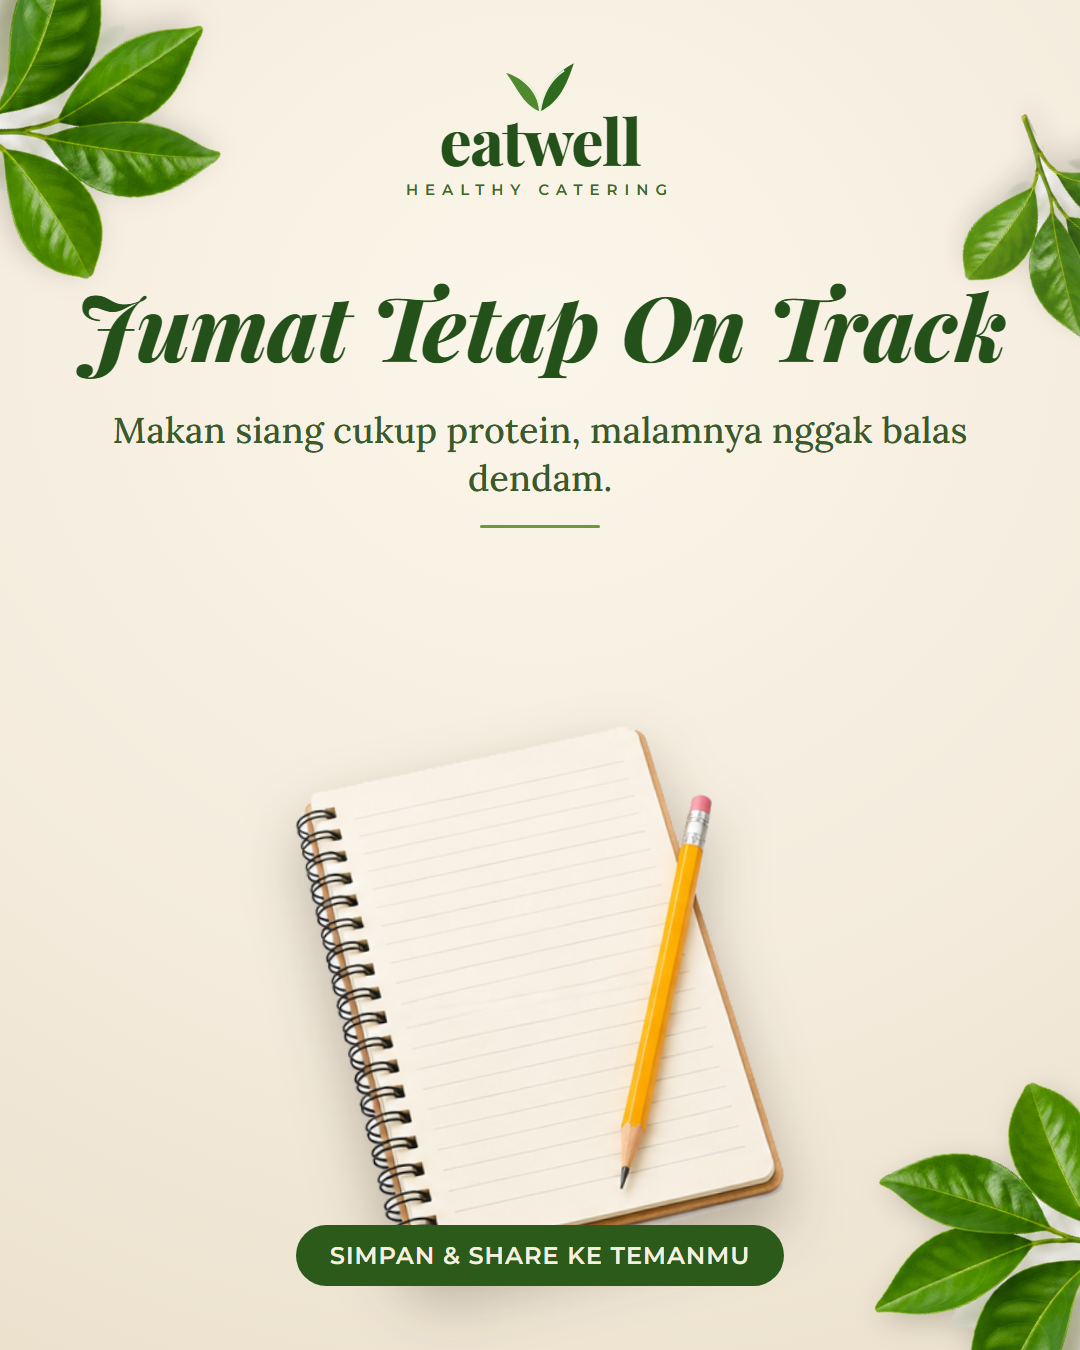 eatwell
HEALTHY CATERING
Jumat Tetap On Track
Makan siang cukup protein, malamnya nggak balas
dendam.
SIMPAN & SHARE KE TEMANMU